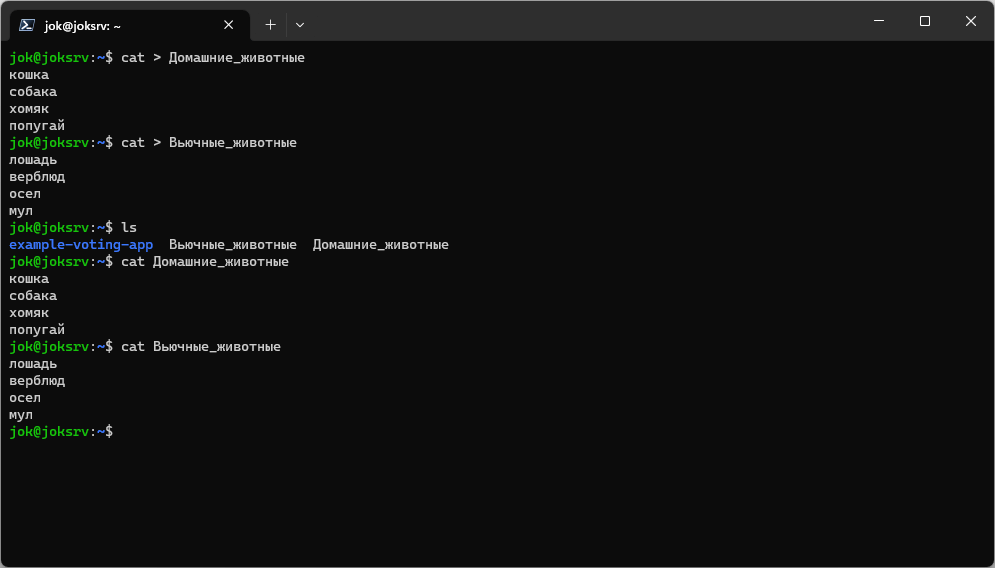 jok@joksrv: ~
jok@joksrv:~$ cat > Домашние_животные
кошка
собака
хомяк
попугай
jok@joksrv:~$ cat > Вьючные_животные
лошадь
верблюд
осел
мул
jok@joksrv:~$ ls
example-voting-app  Вьючные_животные  Домашние_животные
jok@joksrv:~$ cat Домашние_животные
кошка
собака
хомяк
попугай
jok@joksrv:~$ cat Вьючные_животные
лошадь
верблюд
осел
мул
jok@joksrv:~$